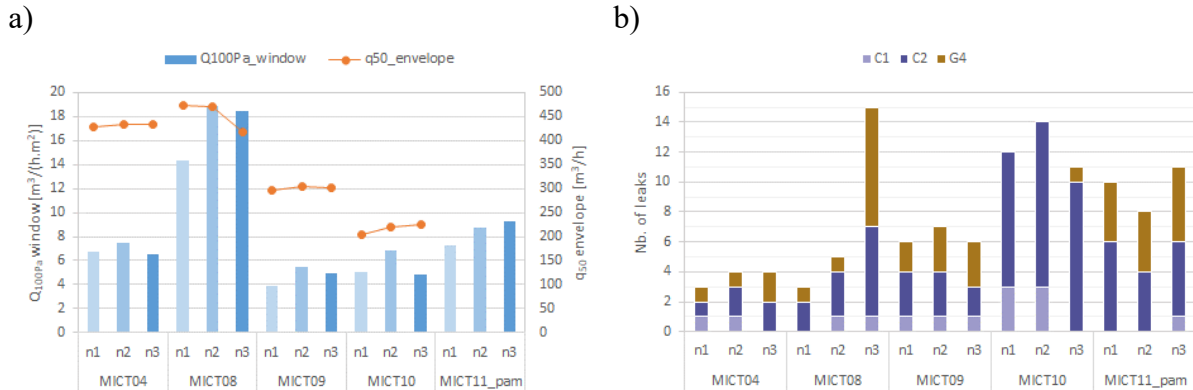 a)
b)
Q100Pa_window q50_envelope
Q₁₀₀Pₐ window [m³/(h.m²)]
20
18
16
14
12
10
8
6
4
2
0
500
450
400
350
300
250
200
150
100
50
0
q₅₀ envelope [m³/h]
n1 n2 n3 n1 n2 n3 n1 n2 n3 n1 n2 n3 n1 n2 n3
MICT04 MICT08 MICT09 MICT10 MICT11_pam
C1 C2 G4
Nb. of leaks
16
14
12
10
8
6
4
2
0
n1 n2 n3 n1 n2 n3 n1 n2 n3 n1 n2 n3 n1 n2 n3
MICT04 MICT08 MICT09 MICT10 MICT11_pam